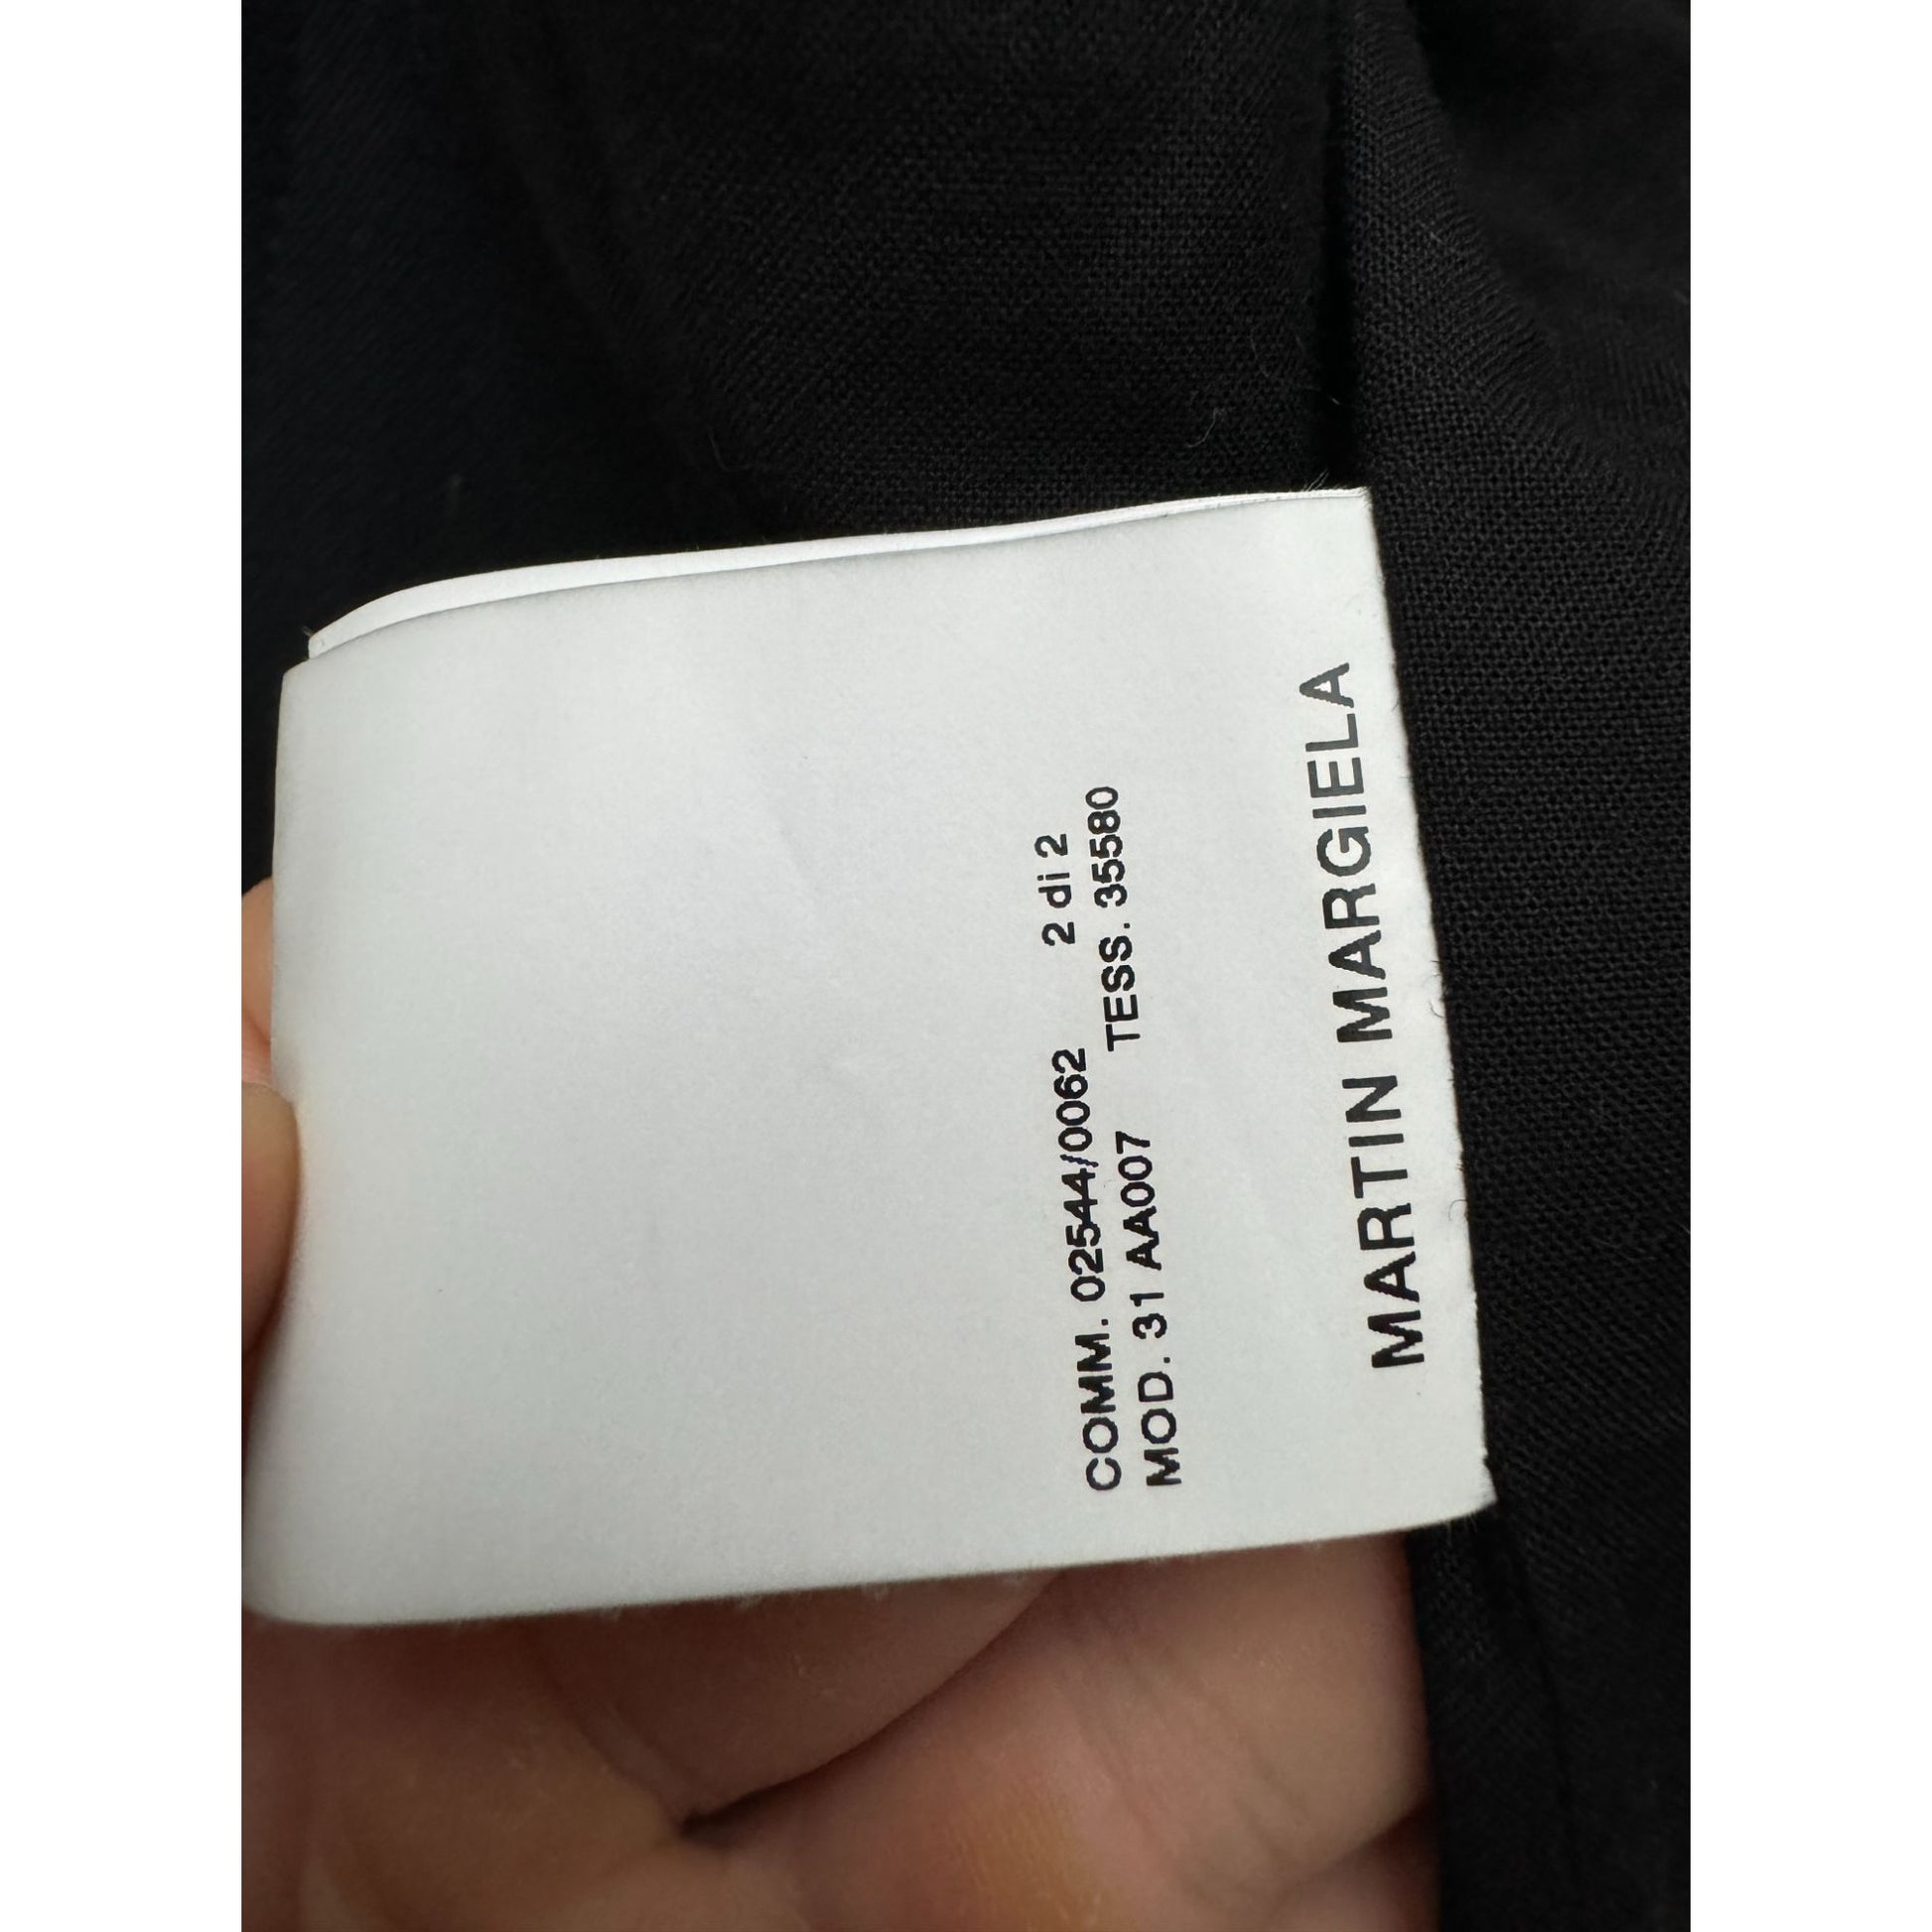 COMM. 02544/0062 2 di 2
MOD. 31 AA007 TESS. 35580
MARTIN MARGIELA